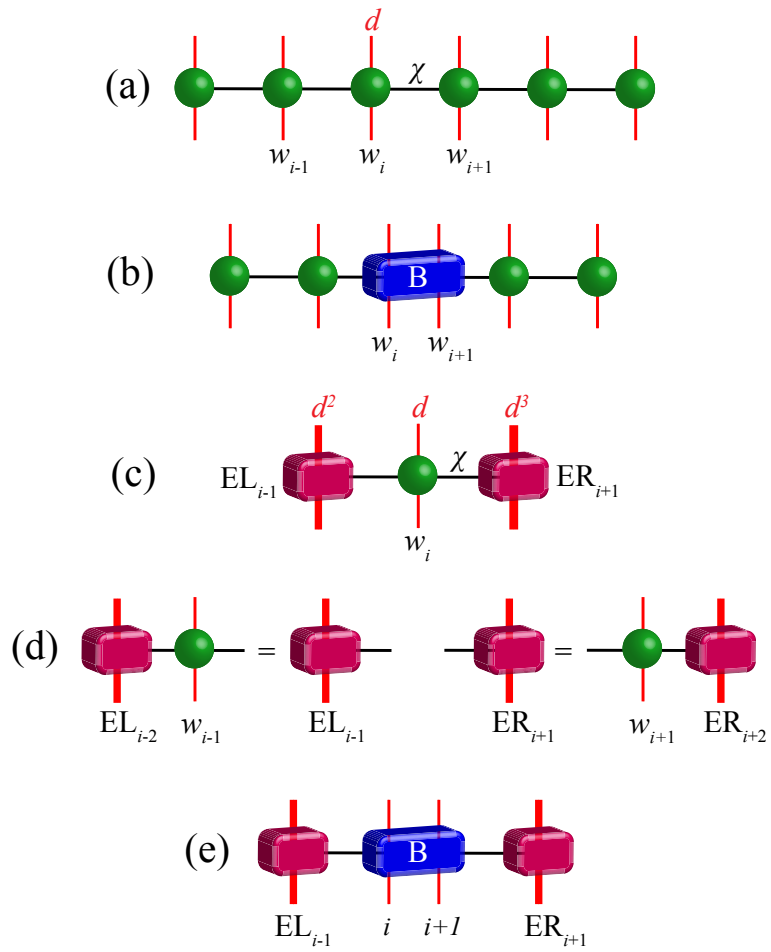 d
(a) χ
w_{i-1} w_i w_{i+1}
(b) B
w_i w_{i+1}
d^2 d d^3
(c) EL_{i-1} χ ER_{i+1}
w_i
(d) = =
EL_{i-2} w_{i-1} EL_{i-1} ER_{i+1} w_{i+1} ER_{i+2}
(e) B
EL_{i-1} i i+1 ER_{i+1}